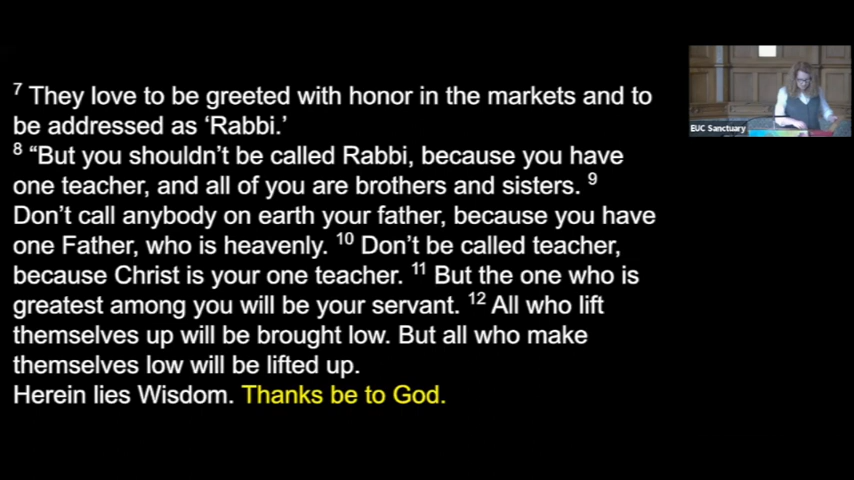 7 They love to be greeted with honor in the markets and to
be addressed as ‘Rabbi.’
8 “But you shouldn’t be called Rabbi, because you have
one teacher, and all of you are brothers and sisters. 9
Don’t call anybody on earth your father, because you have
one Father, who is heavenly. 10 Don’t be called teacher,
because Christ is your one teacher. 11 But the one who is
greatest among you will be your servant. 12 All who lift
themselves up will be brought low. But all who make
themselves low will be lifted up.
Herein lies Wisdom. Thanks be to God.
EUC Sanctuary